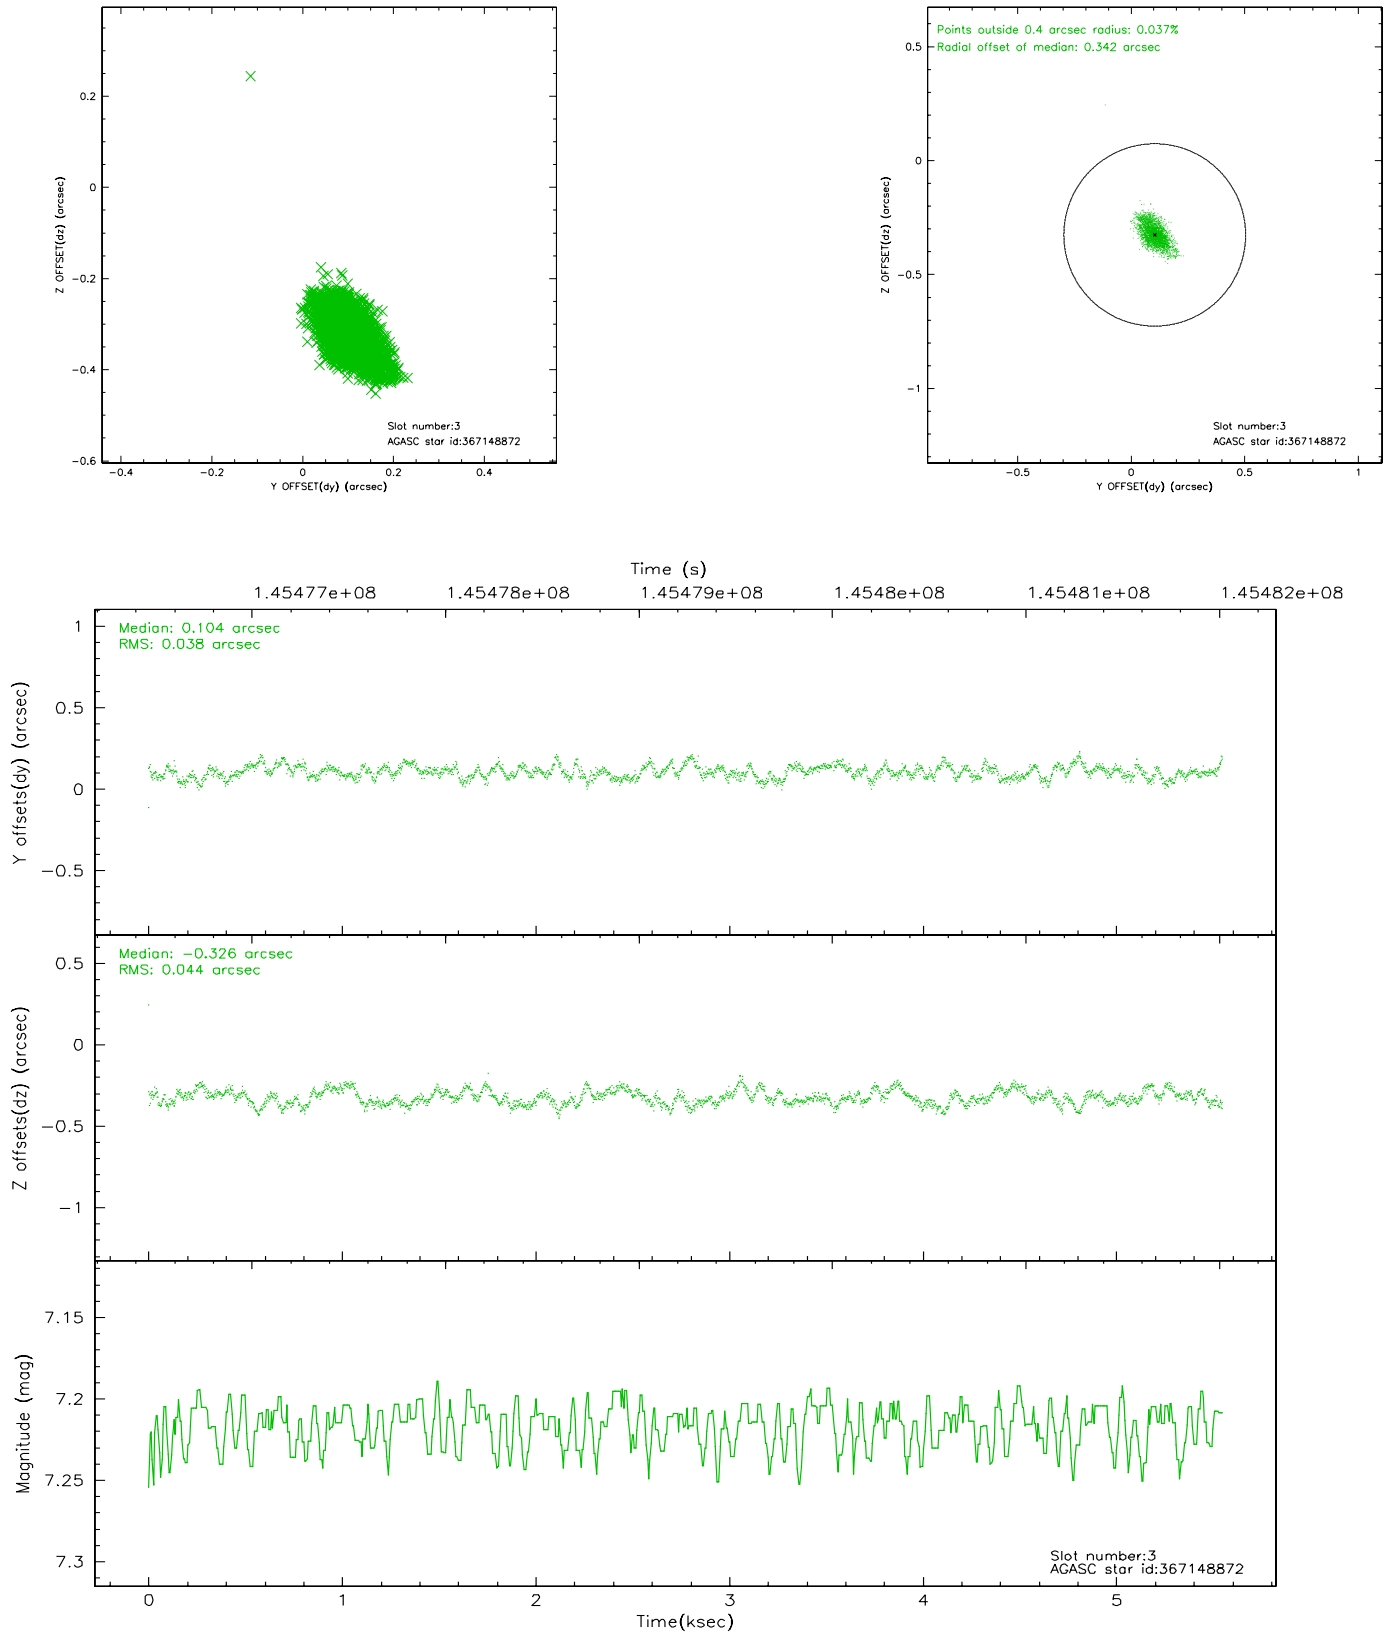 0.2
0
−0.2
−0.4
−0.6
−0.4
−0.2
0
0.2
0.4
Z OFFSET(dz) (arcsec)
Y OFFSET(dy) (arcsec)
Slot number:3
AGASC star id:367148872
Points outside 0.4 arcsec radius: 0.037%
Radial offset of median: 0.342 arcsec
0.5
0
−0.5
−1
−0.5
0
0.5
1
Z OFFSET(dz) (arcsec)
Y OFFSET(dy) (arcsec)
Slot number:3
AGASC star id:367148872
Time (s)
1.45477e+08 1.45478e+08 1.45479e+08 1.4548e+08 1.45481e+08 1.45482e+08
Median: 0.104 arcsec
RMS: 0.038 arcsec
1
0.5
0
−0.5
Y offsets(dy) (arcsec)
Median: −0.326 arcsec
RMS: 0.044 arcsec
0.5
0
−0.5
−1
Z offsets(dz) (arcsec)
7.15
7.2
7.25
7.3
Magnitude (mag)
Slot number:3
AGASC star id:367148872
0 1 2 3 4 5
Time(ksec)